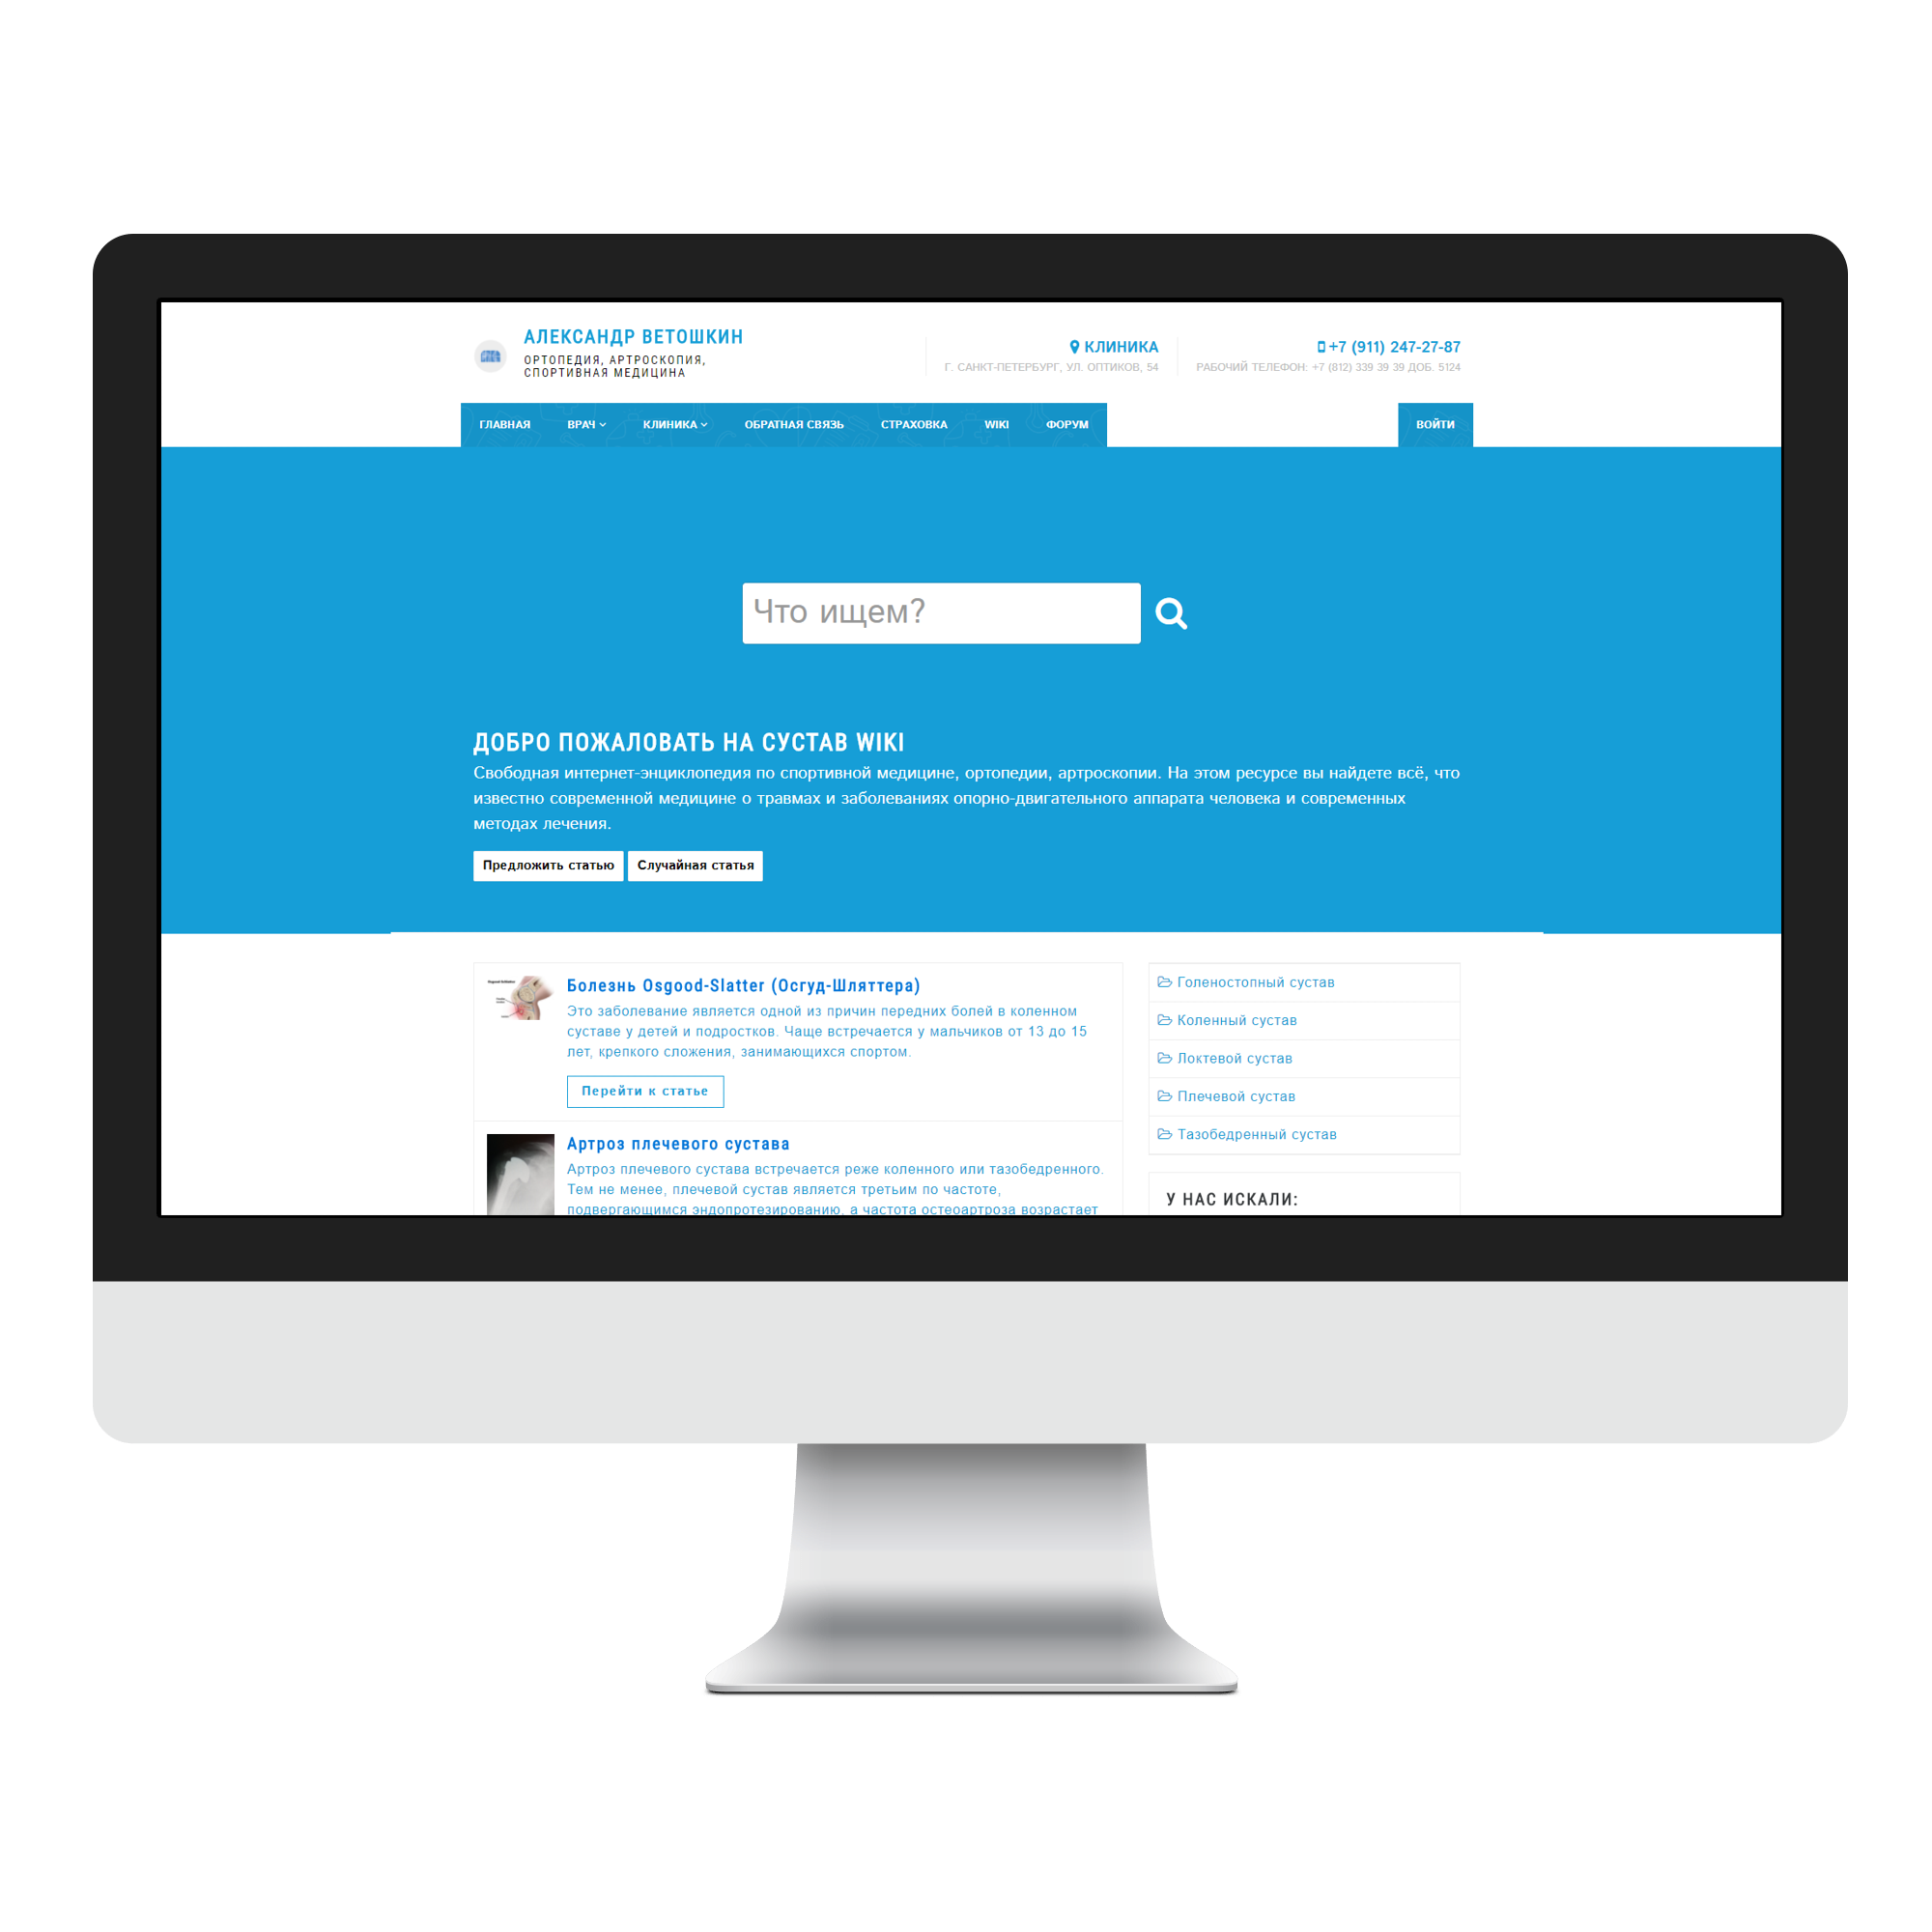 АЛЕКСАНДР ВЕТОШКИН
ОРТОПЕДИЯ, АРТРОСКОПИЯ,
СПОРТИВНАЯ МЕДИЦИНА
КЛИНИКА
Г. САНКТ-ПЕТЕРБУРГ, УЛ. ОПТИКОВ, 54
+7 (911) 247-27-87
РАБОЧИЙ ТЕЛЕФОН: +7 (812) 339 39 39 ДОБ. 5124
ГЛАВНАЯ ВРАЧ КЛИНИКА ОБРАТНАЯ СВЯЗЬ СТРАХОВКА WIKI ФОРУМ ВОЙТИ
Что ищем?
ДОБРО ПОЖАЛОВАТЬ НА СУСТАВ WIKI
Свободная интернет-энциклопедия по спортивной медицине, ортопедии, артроскопии. На этом ресурсе вы найдете всё, что
известно современной медицине о травмах и заболеваниях опорно-двигательного аппарата человека и современных
методах лечения.
Предложить статью Случайная статья
Болезнь Osgood-Slatter (Осгуд-Шляттера)
Это заболевание является одной из причин передних болей в коленном
суставе у детей и подростков. Чаще встречается у мальчиков от 13 до 15
лет, крепкого сложения, занимающихся спортом.
Перейти к статье
Артроз плечевого сустава
Артроз плечевого сустава встречается реже коленного или тазобедренного.
Тем не менее, плечевой сустав является третьим по частоте,
подвергающимся эндопротезированию, а частота остеоартроза возрастает
Голеностопный сустав
Коленный сустав
Локтевой сустав
Плечевой сустав
Тазобедренный сустав
У НАС ИСКАЛИ: